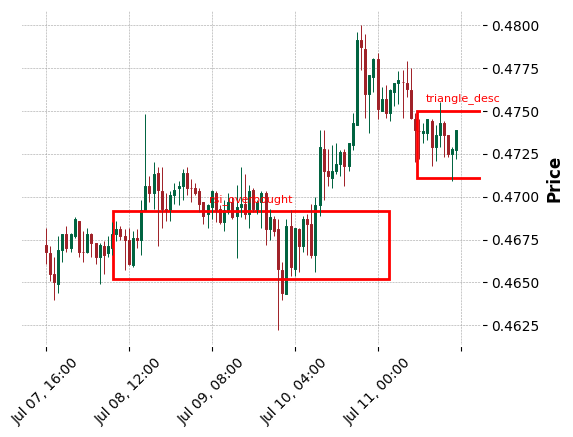 0.4800
0.4775
triangle_desc
0.4750
0.4725
0.4700
0.4675
0.4650
0.4625
Price
Jul 07, 16:00
Jul 08, 12:00
Jul 09, 08:00
Jul 10, 04:00
Jul 11, 00:00